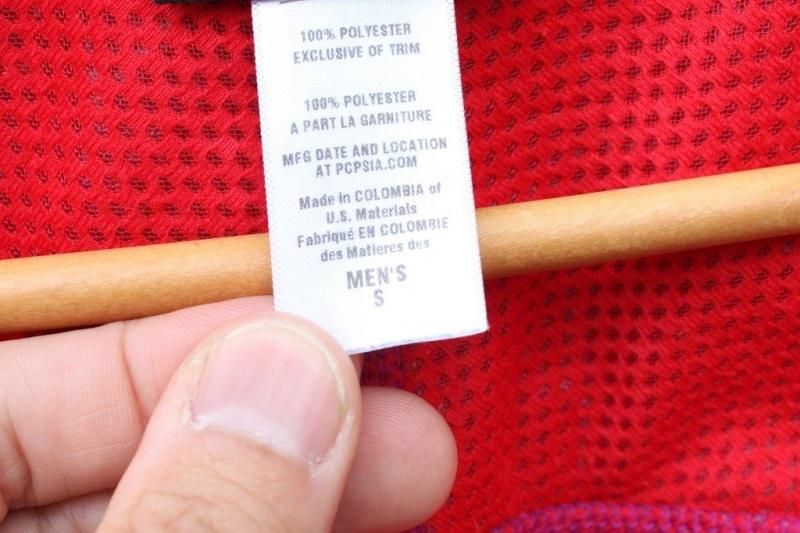 100% POLYESTER
EXCLUSIVE OF TRIM
100% POLYESTER
A PART LA GARNITURE
MFG DATE AND LOCATION
AT PCPSIA.COM
Made in COLOMBIA of
U.S. Materials
Fabriqué EN COLOMBIE
des Matieres des
MEN'S
S